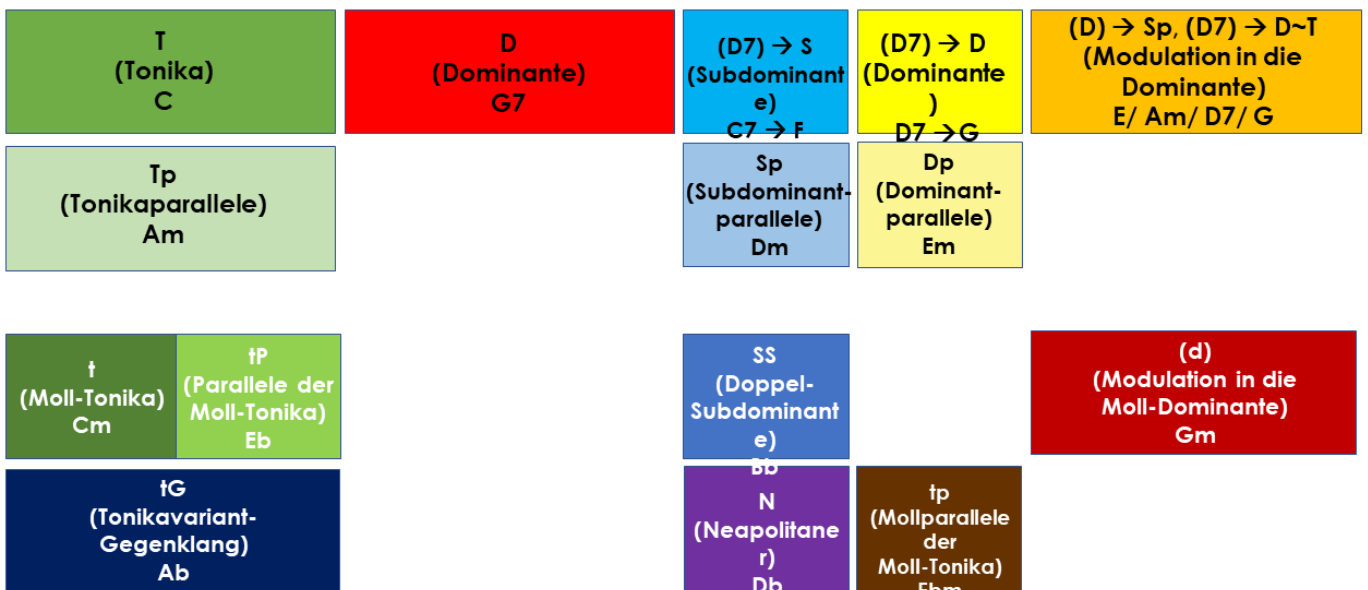 T
(Tonika)
C
D
(Dominante)
G7
(D7) → S
(Subdominant
e)
C7 → F
(D7) → D
(Dominante
)
D7 →G
(D) → Sp, (D7) → D~T
(Modulation in die
Dominante)
E/ Am/ D7/ G
Tp
(Tonikaparallele)
Am
Sp
(Subdominant-
parallele)
Dm
Dp
(Dominant-
parallele)
Em
t
(Moll-Tonika)
Cm
tP
(Parallele der
Moll-Tonika)
Eb
SS
(Doppel-
Subdominant
e)
Bb
(d)
(Modulation in die
Moll-Dominante)
Gm
tG
(Tonikavariant-
Gegenklang)
Ab
N
(Neapolitane
r)
Db
tp
(Mollparallele
der
Moll-Tonika)
Ebm